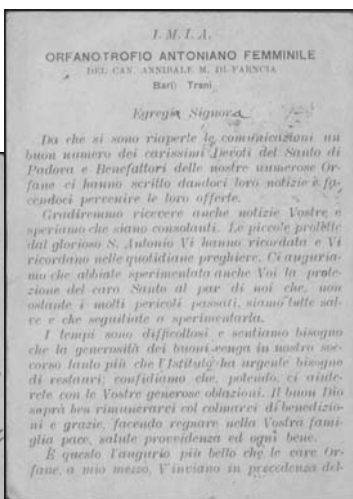 I. M. I. A.
ORFANOTROFIO ANTONIANO FEMMINILE
DEL CAN. ANNIBALE M. DI FARNCIA
Bari Trani
Egregia Signora
Da che si sono riaperte le comunicazioni un
buon numero dei carissimi Devoti del Santo di
Padova e Benefattori delle nostre numerose Or-
fane ci hanno scritto dandoci loro notizie e fa-
cendoci pervenire le loro offerte.
Gradiremmo ricevere anche notizie Vostre e
speriamo che siano consolanti. Le piccole protette
dal glorioso S. Antonio Vi hanno ricordata e Vi
ricordano nelle quotidiane preghiere. Ci auguria-
mo che abbiate sperimentata anche Voi la prote-
zione del caro Santo al par di noi che, non
ostante i molti pericoli passati, siamo tutte sal-
ve e che seguitiate a sperimentarla.
I tempi sono difficoltosi e sentiamo bisogno
che la generosità dei buoni venga in nostro soc-
corso tanto più che l'Istituto ha urgente bisogno
di restauri; confidiamo che, potendo, ci aiute-
rete con le Vostre generose oblazioni. Il buon Dio
saprà ben rimunerarvi col colmarvi di benedizio-
ni e grazie, facendo regnare nella Vostra fami-
glia pace, salute provvidenza ed ogni bene.
È questo l'augurio più bello che le care Or-
fane, a mio mezzo, V'inviano in precedenza del-